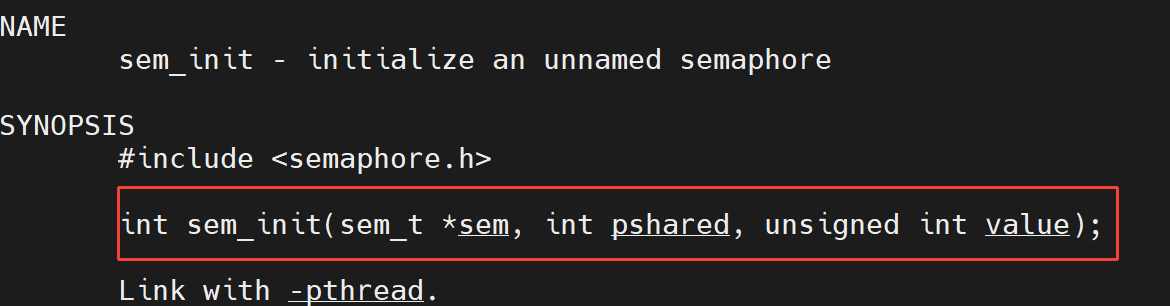 NAME
sem_init - initialize an unnamed semaphore
SYNOPSIS
#include <semaphore.h>
int sem_init(sem_t *sem, int pshared, unsigned int value);
Link with -pthread.